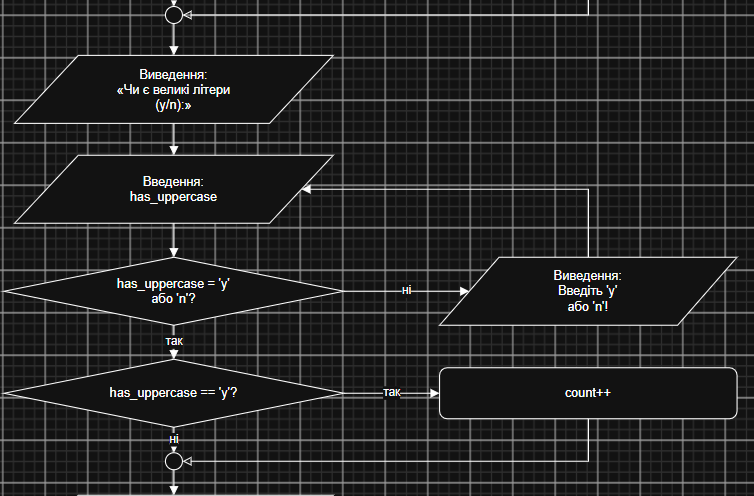 Виведення:
«Чи є великі літери
(y/n):»
Введення:
has_uppercase
has_uppercase = 'y'
або 'n'?
ні
Виведення:
Введіть 'y'
або 'n'!
так
has_uppercase == 'y'?
так
count++
ні